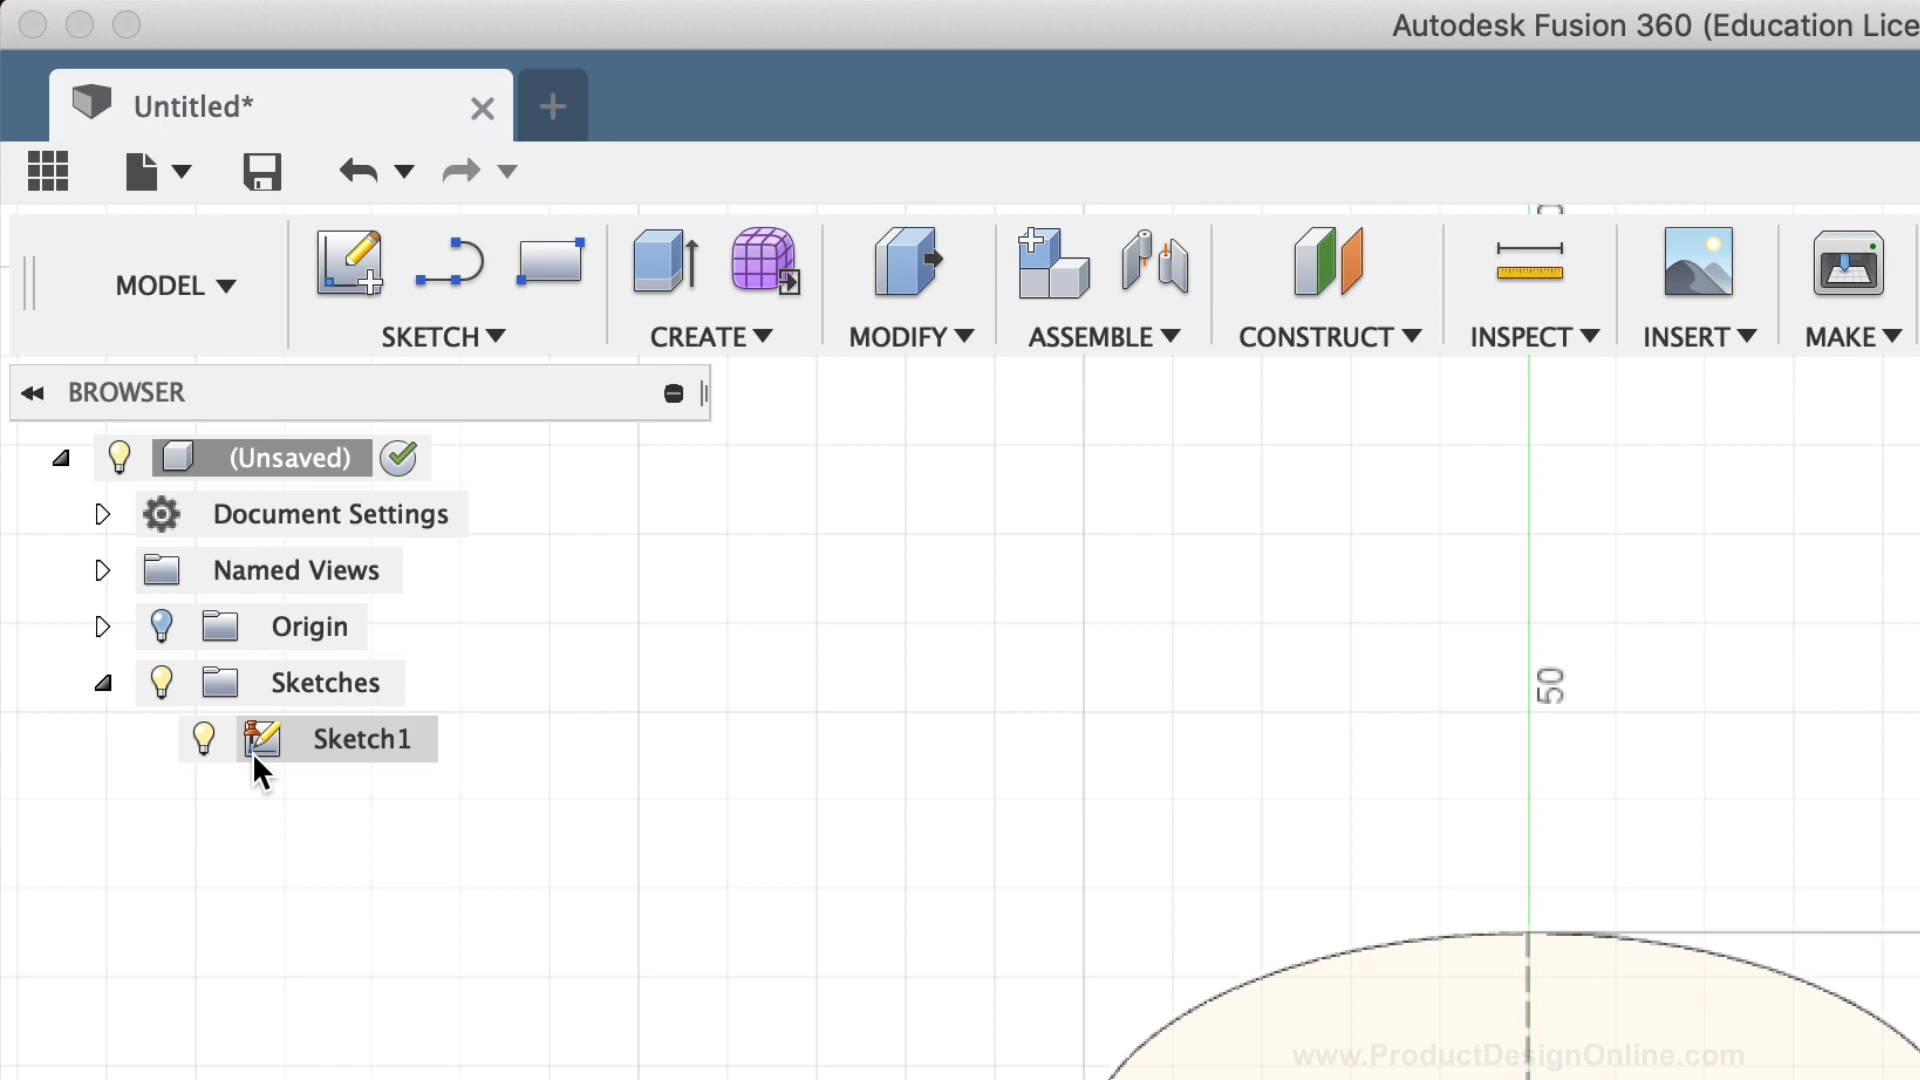 Autodesk Fusion 360 (Education Lice
Untitled*
MODEL
SKETCH
CREATE
MODIFY
ASSEMBLE
CONSTRUCT
INSPECT
INSERT
MAKE
BROWSER
(Unsaved)
Document Settings
Named Views
Origin
Sketches
Sketch1
50
www.ProductDesignOnline.com